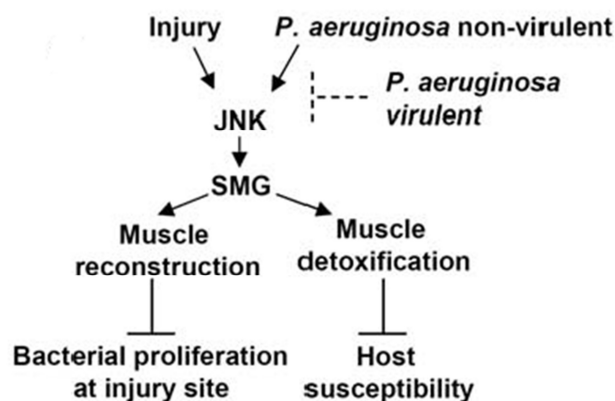 Injury
P. aeruginosa non-virulent
P. aeruginosa
virulent
JNK
SMG
Muscle
reconstruction
Muscle
detoxification
Bacterial proliferation
at injury site
Host
susceptibility